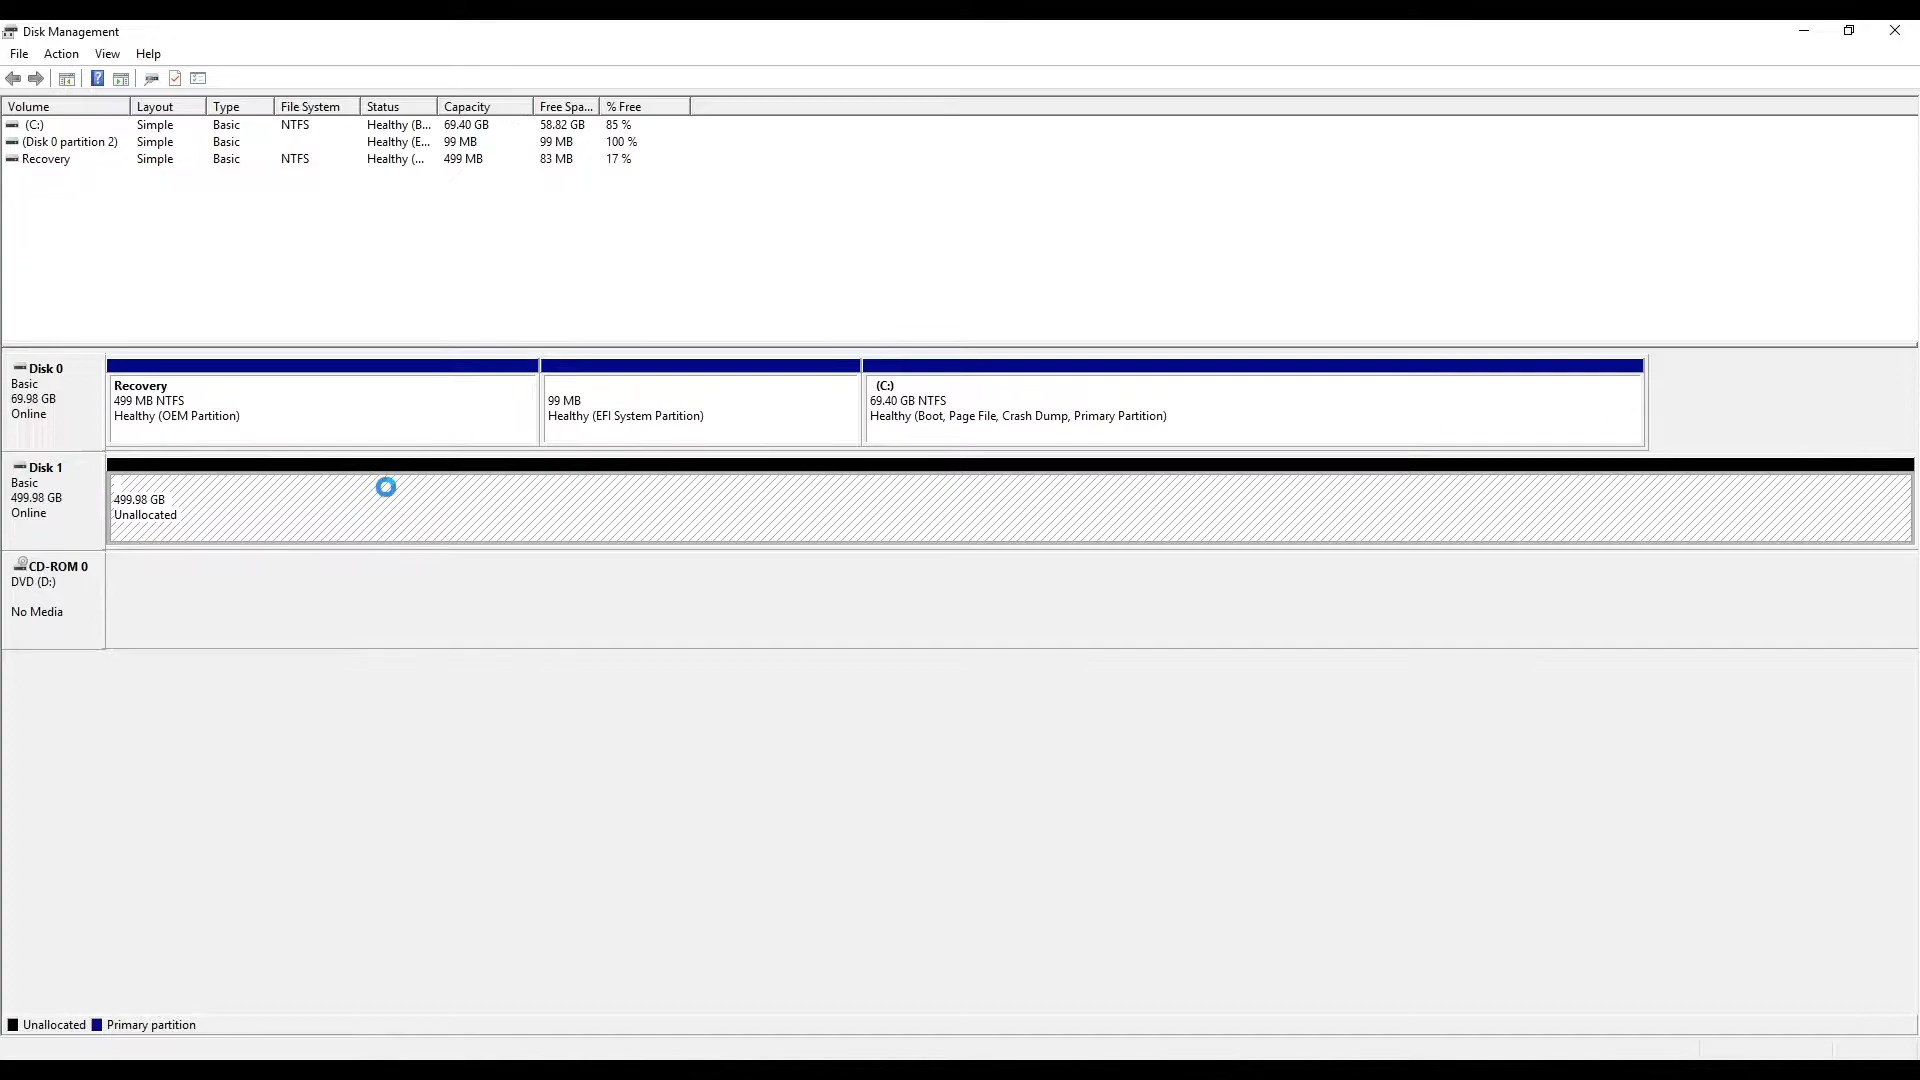 Disk Management
File Action View Help
Volume Layout Type File System Status Capacity Free Spa... % Free
(C:) Simple Basic NTFS Healthy (B... 69.40 GB 58.82 GB 85 %
(Disk 0 partition 2) Simple Basic Healthy (E... 99 MB 99 MB 100 %
Recovery Simple Basic NTFS Healthy (... 499 MB 83 MB 17 %
Disk 0
Basic
69.98 GB
Online
Recovery
499 MB NTFS
Healthy (OEM Partition)
99 MB
Healthy (EFI System Partition)
(C:)
69.40 GB NTFS
Healthy (Boot, Page File, Crash Dump, Primary Partition)
Disk 1
Basic
499.98 GB
Online
499.98 GB
Unallocated
CD-ROM 0
DVD (D:)
No Media
Unallocated Primary partition